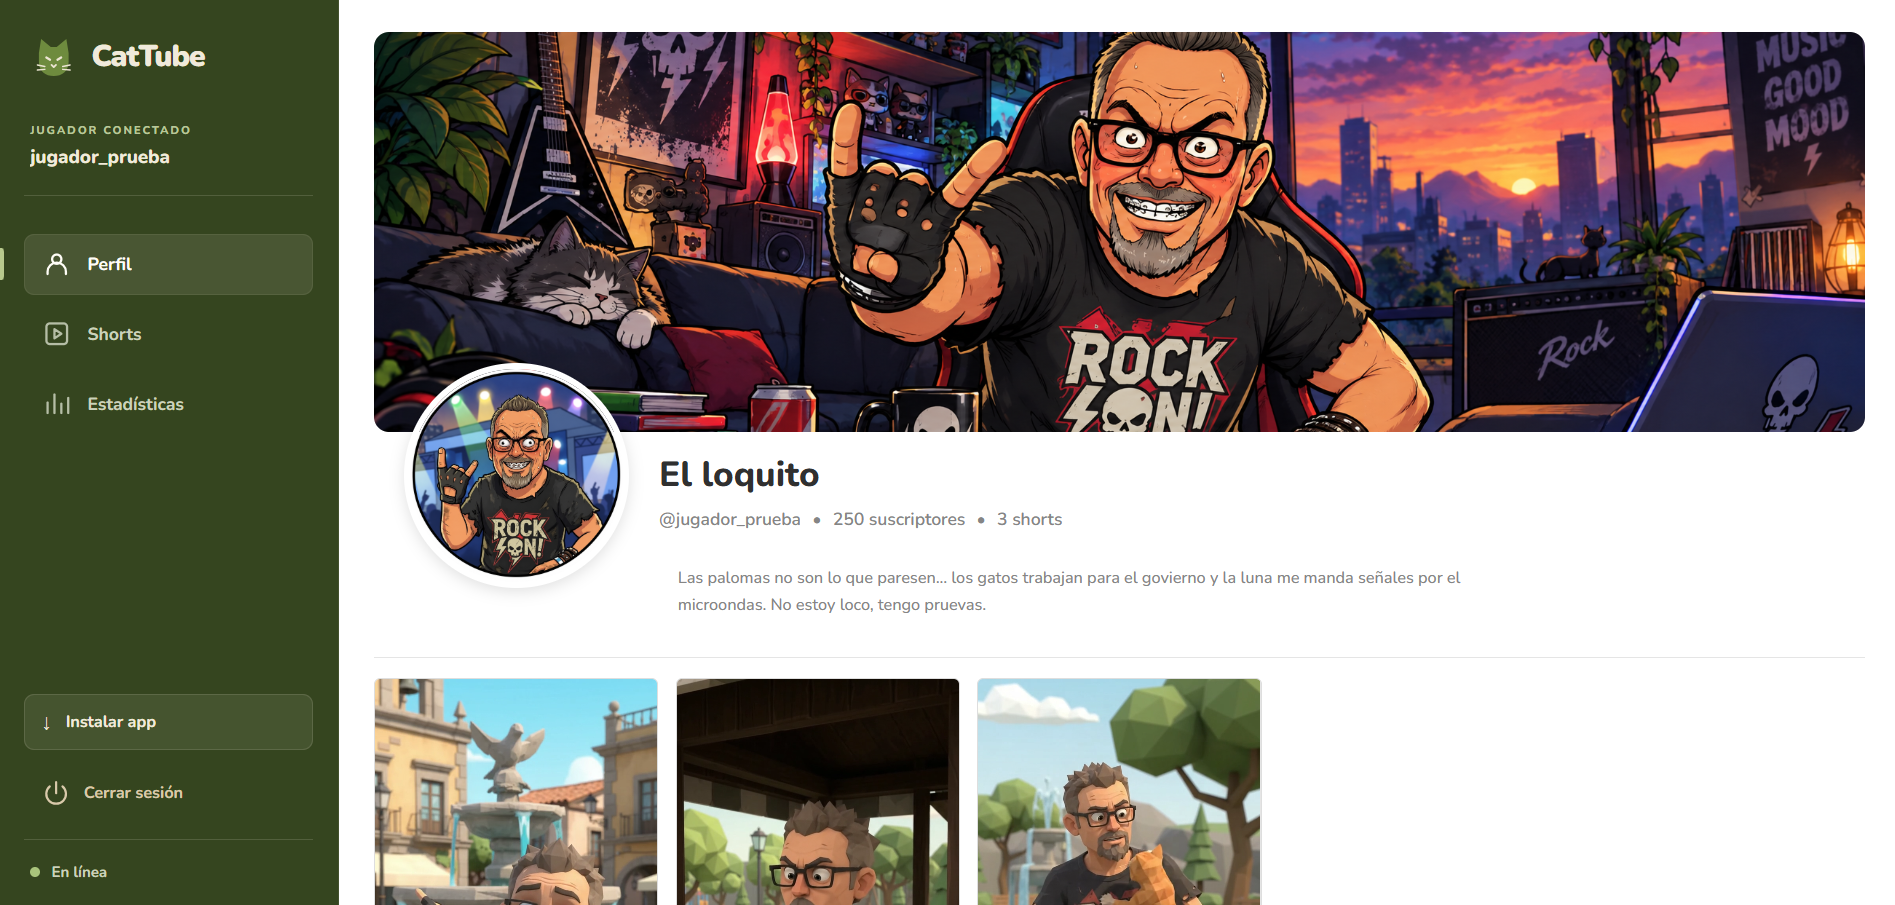 CatTube
JUGADOR CONECTADO
jugador_prueba
Perfil
Shorts
Estadísticas
Instalar app
Cerrar sesión
En línea
MUSIC
GOOD
MOOD
Rock
ROCK
ON!
ROCK
ON!
El loquito
@jugador_prueba • 250 suscriptores • 3 shorts
Las palomas no son lo que paresen... los gatos trabajan para el govierno y la luna me manda señales por el
microondas. No estoy loco, tengo pruevas.